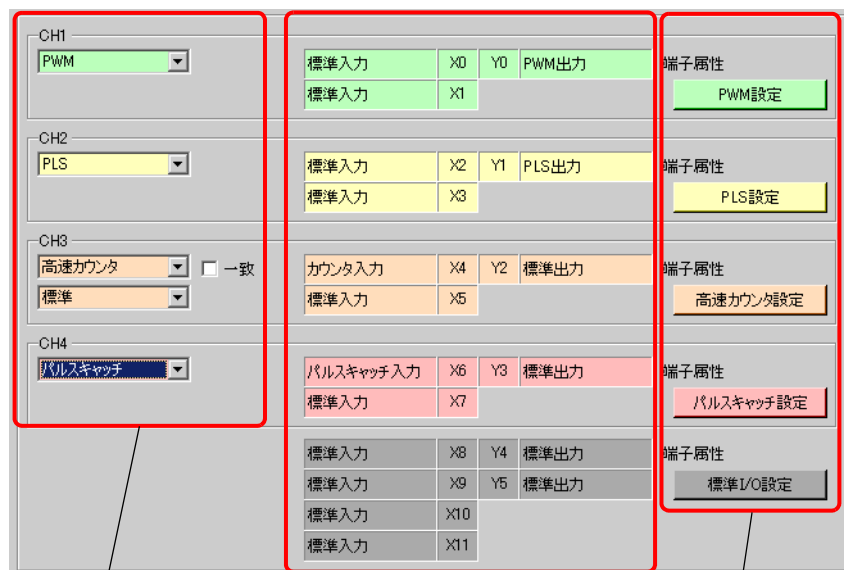 CH1
PWM
標準入力 X0 Y0 PWM出力 端子属性
標準入力 X1 PWM設定
CH2
PLS
標準入力 X2 Y1 PLS出力 端子属性
標準入力 X3 PLS設定
CH3
高速カウンタ 一致 カウンタ入力 X4 Y2 標準出力 端子属性
標準 標準入力 X5 高速カウンタ設定
CH4
パルスキャッチ パルスキャッチ入力 X6 Y3 標準出力 端子属性
標準入力 X7 パルスキャッチ設定
標準入力 X8 Y4 標準出力 端子属性
標準入力 X9 Y5 標準出力 標準I/O設定
標準入力 X10
標準入力 X11